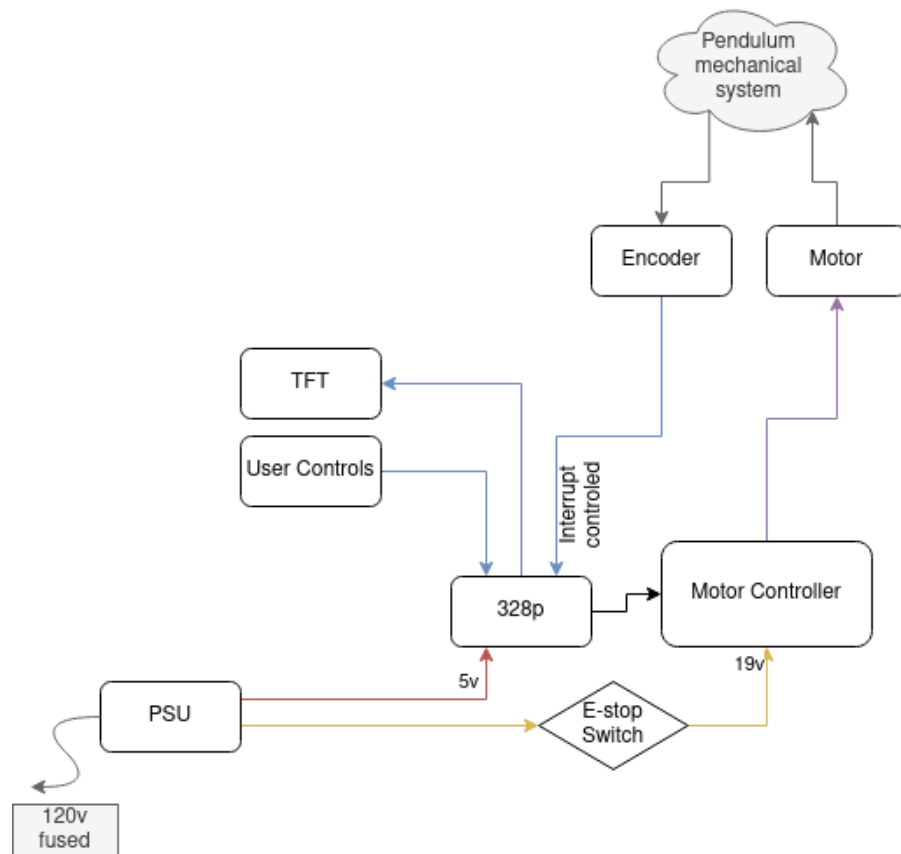 Pendulum
mechanical
system
Encoder
Motor
TFT
User Controls
Interrupt
controled
328p
Motor Controller
5v
19v
PSU
E-stop
Switch
120v
fused